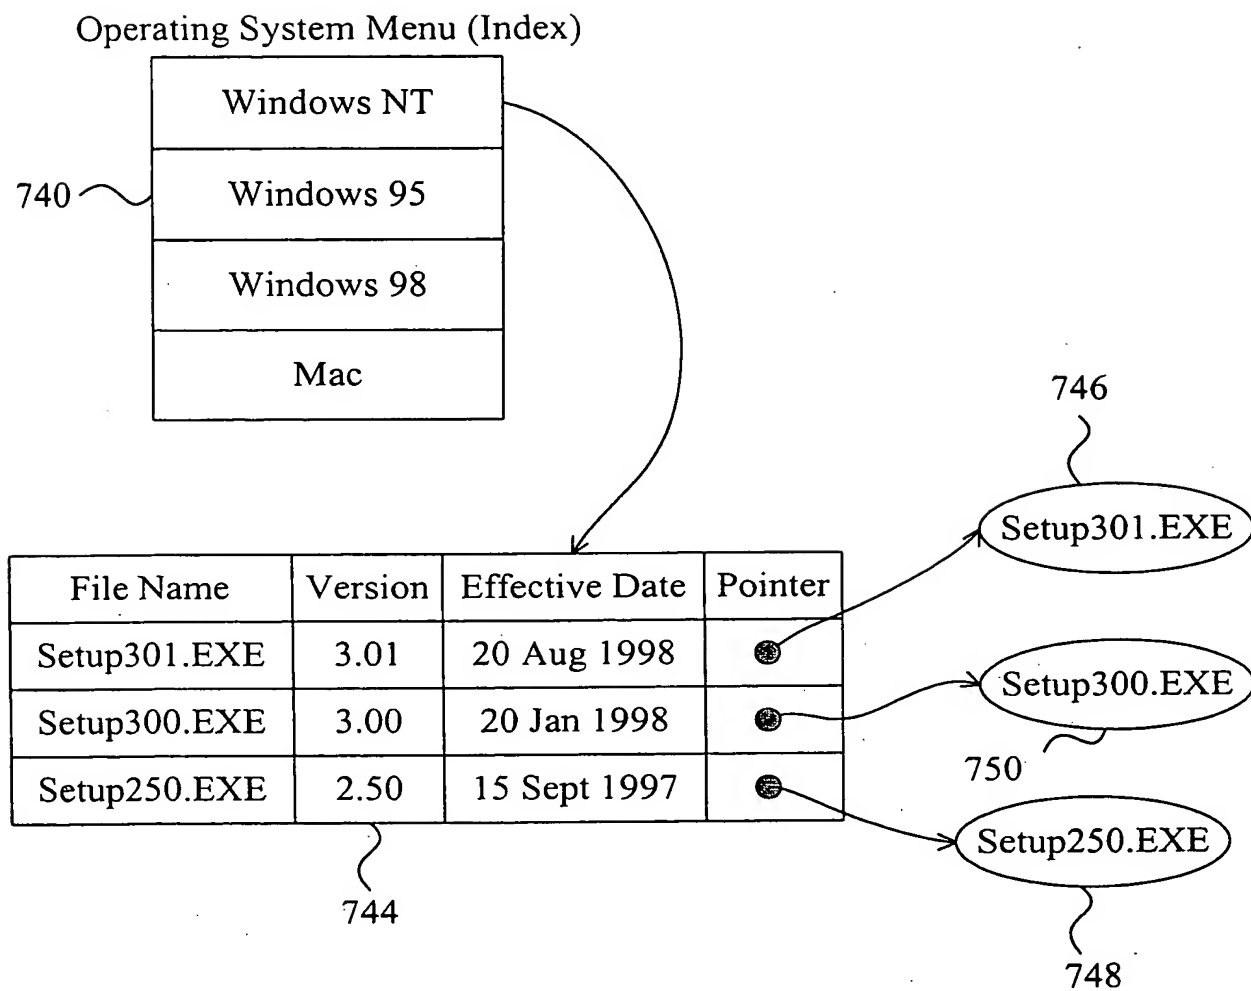 Operating System Menu (Index)
Windows NT
740
Windows 95
Windows 98
Mac
746
Setup301.EXE
File Name Version Effective Date Pointer
Setup301.EXE 3.01 20 Aug 1998
Setup300.EXE
Setup300.EXE 3.00 20 Jan 1998
750
Setup250.EXE 2.50 15 Sept 1997
Setup250.EXE
744
748